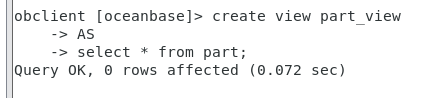 obclient [oceanbase]> create view part_view
-> AS
-> select * from part;
Query OK, 0 rows affected (0.072 sec)